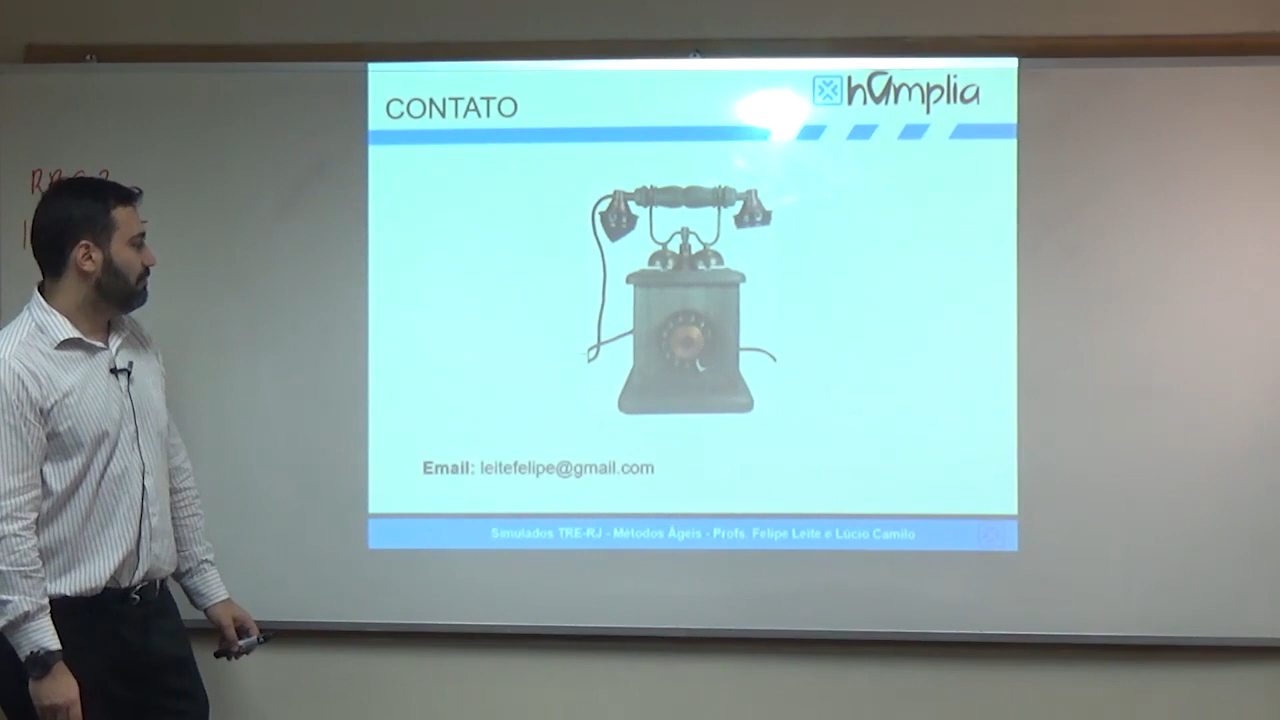 CONTATO
hamplia
Email: leitefelipe@gmail.com
Simulados TRE-RJ - Métodos Ágeis - Profs. Felipe Leite e Lúcio Camilo